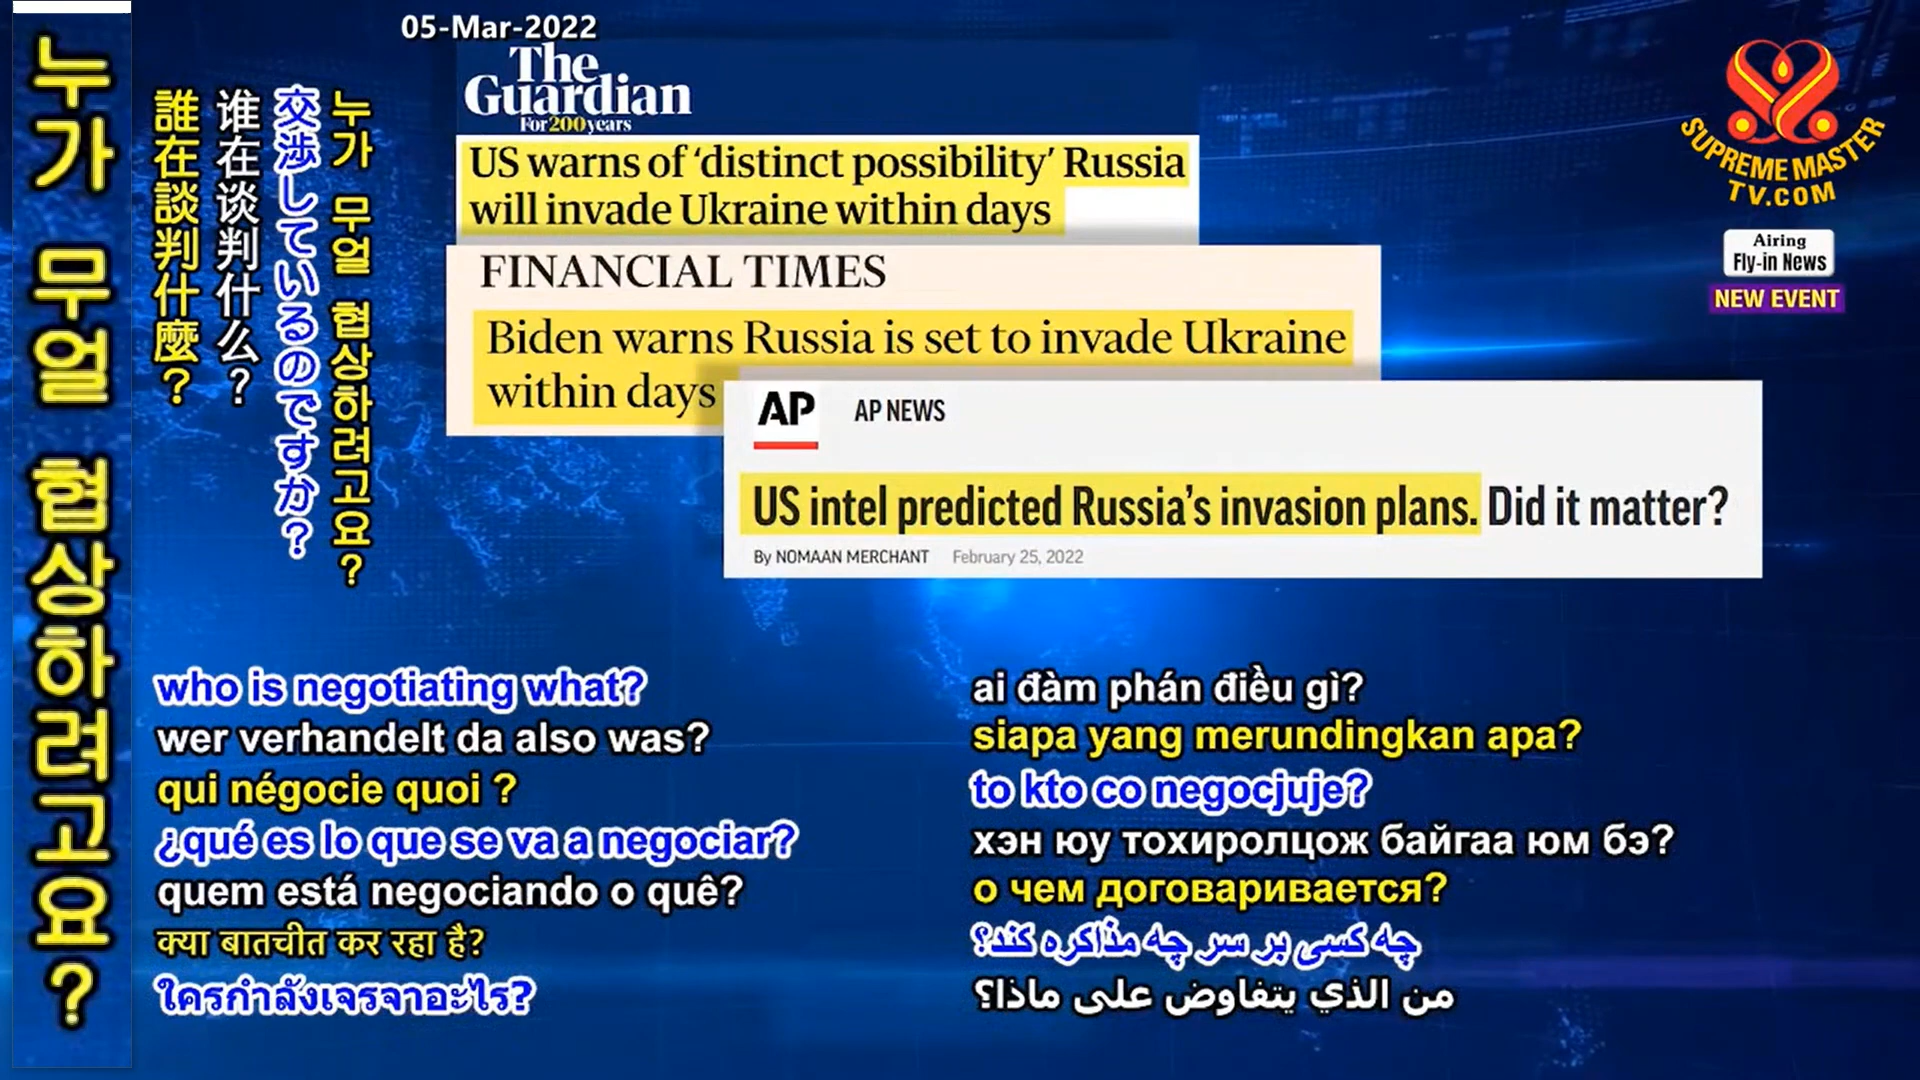 누가 무얼 협상하려고요?
誰在談判什麼?
谁在谈判什么?
交渉しているのですか?
누가 무얼 협상하려고요?
05-Mar-2022
The
Guardian
For 200 years
US warns of ‘distinct possibility’ Russia
will invade Ukraine within days
FINANCIAL TIMES
Biden warns Russia is set to invade Ukraine
within days
AP AP NEWS
US intel predicted Russia’s invasion plans. Did it matter?
By NOMAAN MERCHANT February 25, 2022
SUPREME MASTER
TV.COM
Airing
Fly-in News
NEW EVENT
who is negotiating what?
wer verhandelt da also was?
qui négocie quoi ?
¿qué es lo que se va a negociar?
quem está negociando o quê?
क्या बातचीत कर रहा है?
ใครกำลังเจรจาอะไร?
ai đàm phán điều gì?
siapa yang merundingkan apa?
to kto co negocjuje?
хэн юу тохиролцож байгаа юм бэ?
о чем договаривается?
چه کسی بر سر چه مذاکره کند؟
من الذي يتفاوض على ماذا؟